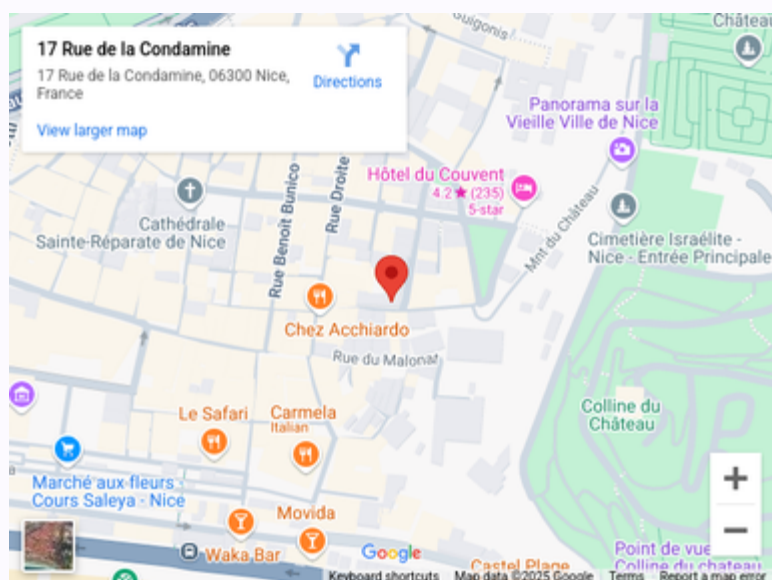 Guigonis
Château
17 Rue de la Condamine
17 Rue de la Condamine, 06300 Nice,
France
Directions
View larger map
Panorama sur la
Vieille Ville de Nice
Hôtel du Couvent
4.2 ★ (235)
5-star
Rue Droite
Rue Benoît Bunico
Mnt du Château
Cathédrale
Sainte-Réparate de Nice
Cimetière Israélite -
Nice - Entrée Principale
Chez Acchiardo
Rue du Malonat
Le Safari
Carmela
Italian
Colline du
Château
Marché aux fleurs -
Cours Saleya - Nice
Movida
Waka Bar
Google
Castel Plage
Point de vue
Colline du château
+
−
Keyboard shortcuts
Map data ©2025 Google
Terms
Report a map error